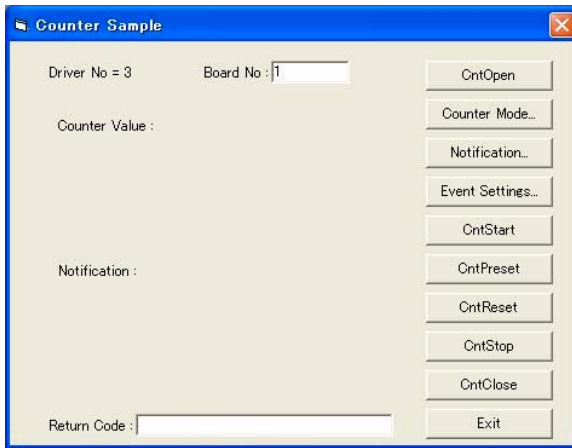 Counter Sample
Driver No = 3
Board No :
1
CntOpen
Counter Value :
Counter Mode...
Notification...
Event Settings...
CntStart
Notification :
CntPreset
CntReset
CntStop
CntClose
Return Code :
Exit